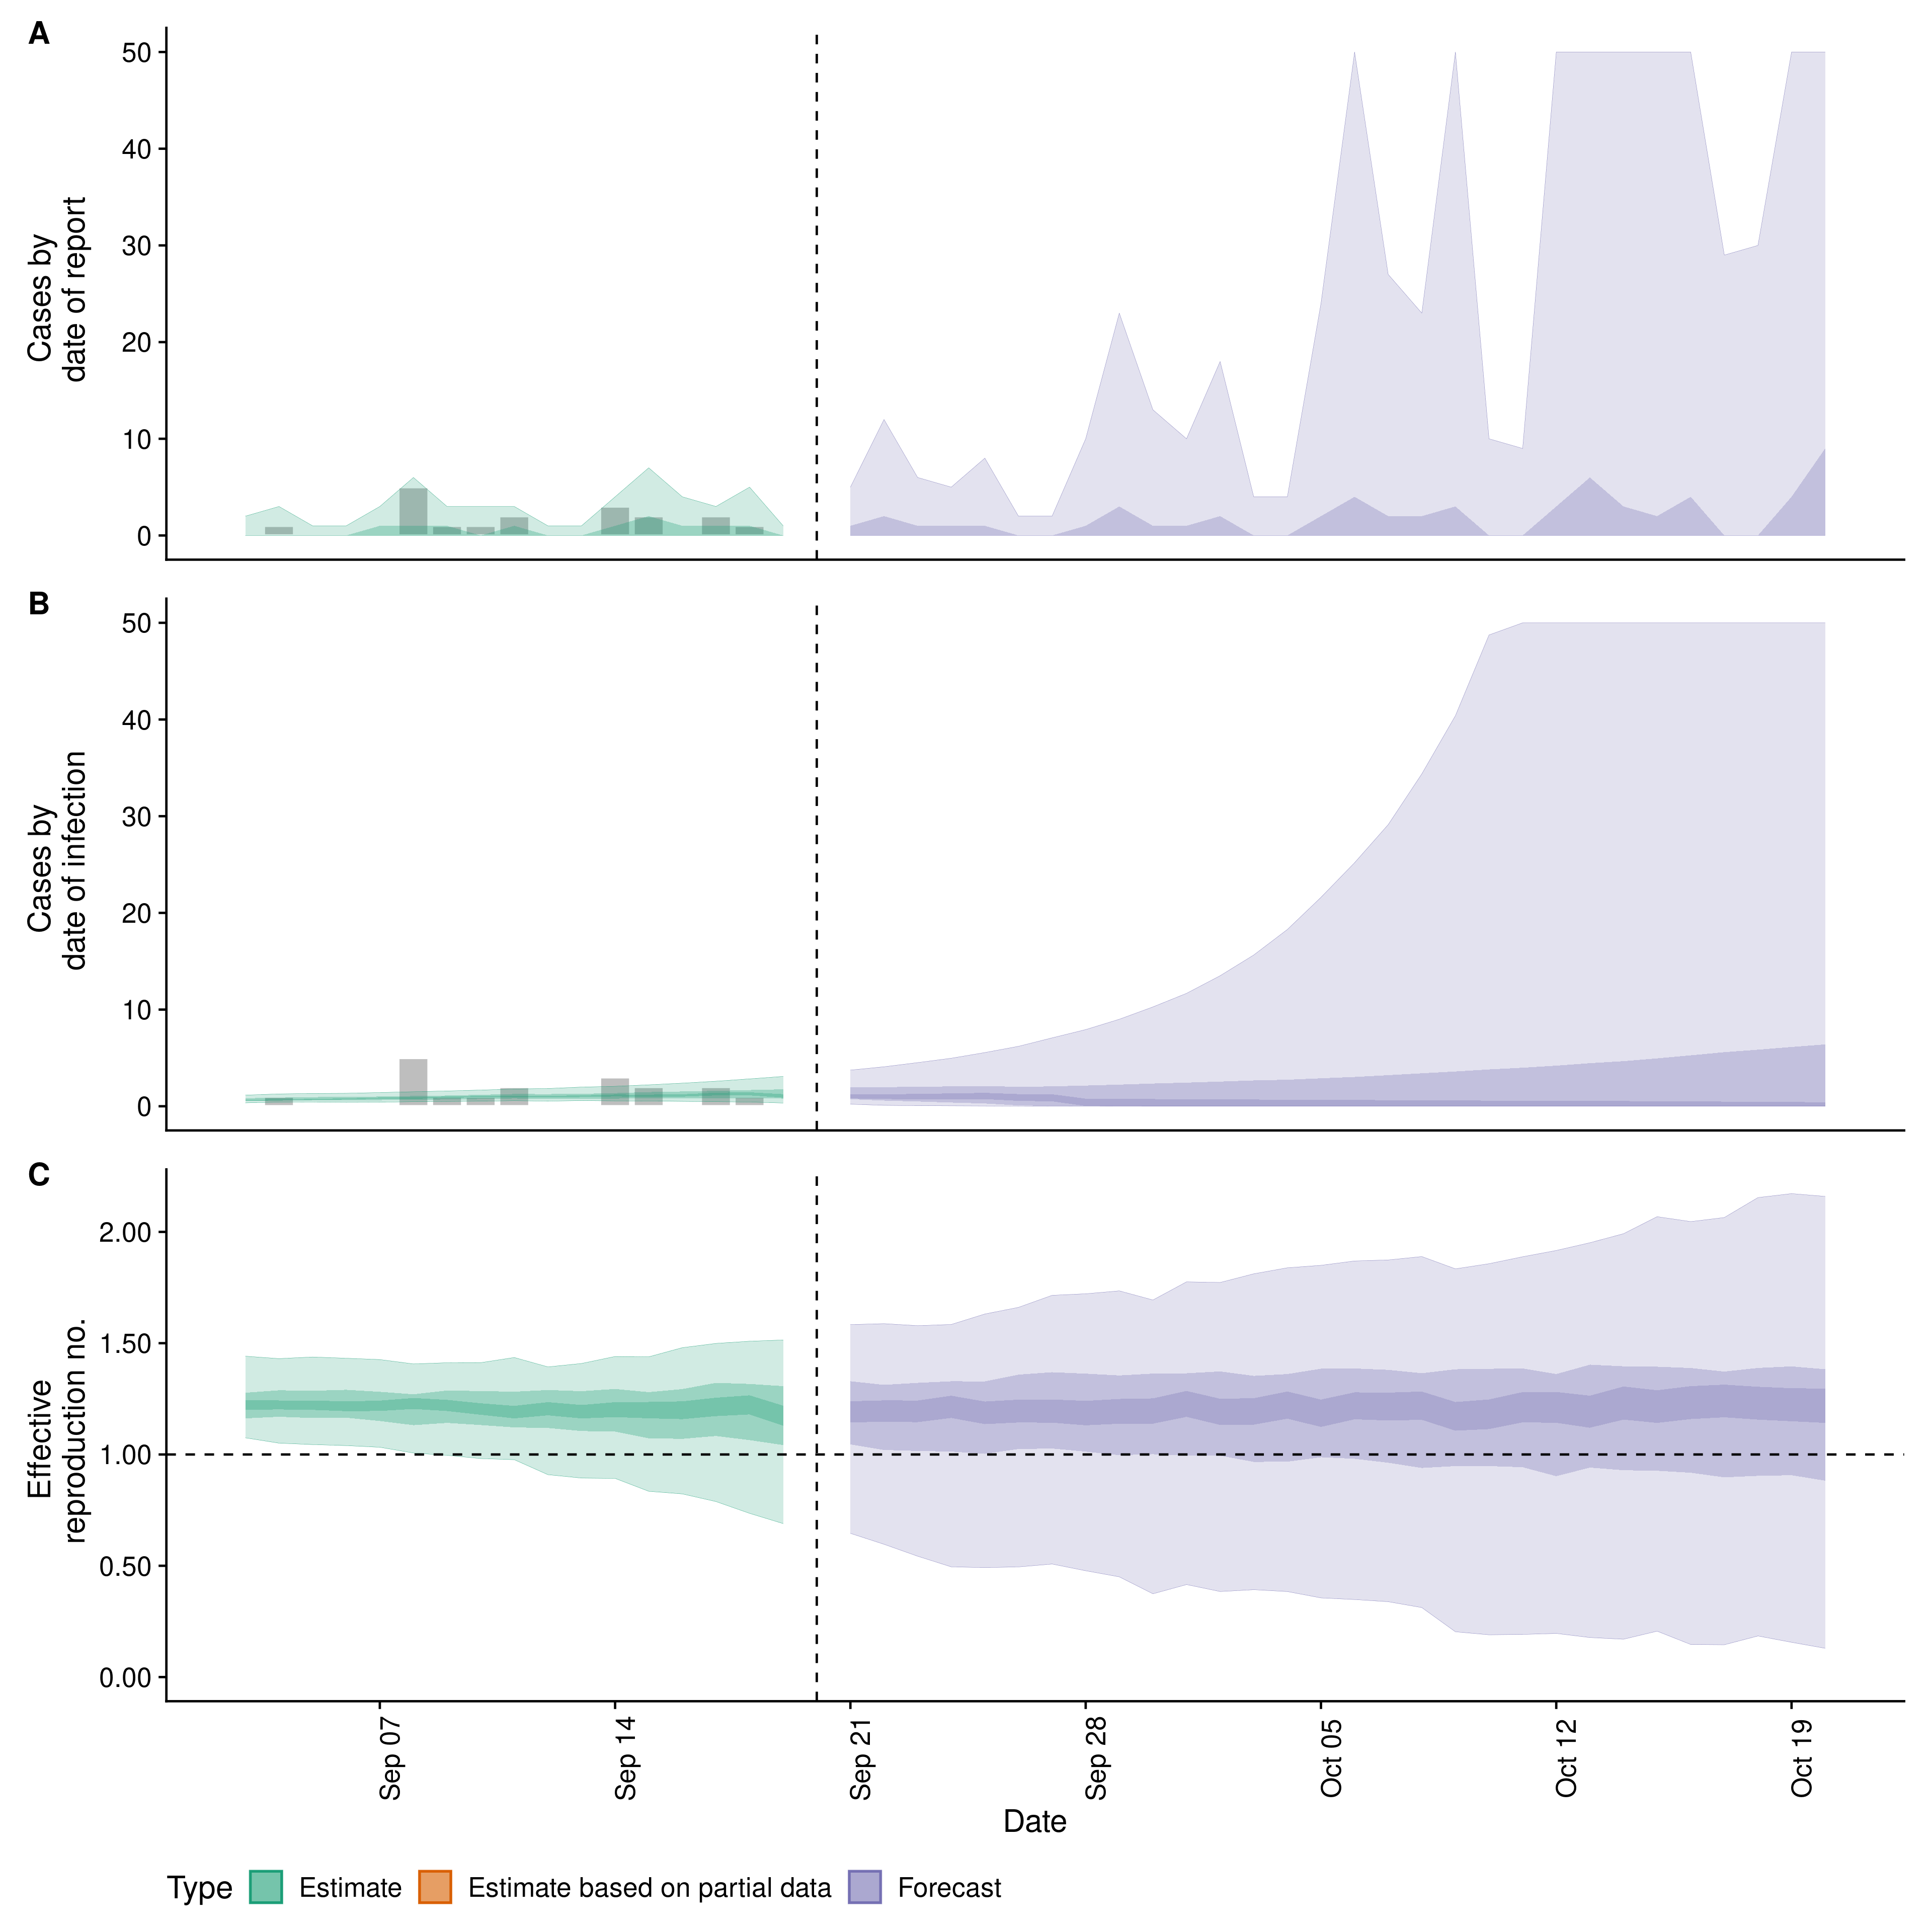 A
50
40
30
20
10
0
Cases by
date of report
B
50
40
30
20
10
0
Cases by
date of infection
C
2.00
1.50
1.00
0.50
0.00
Effective
reproduction no.
Sep 07
Sep 14
Sep 21
Sep 28
Oct 05
Oct 12
Oct 19
Date
Type Estimate Estimate based on partial data Forecast